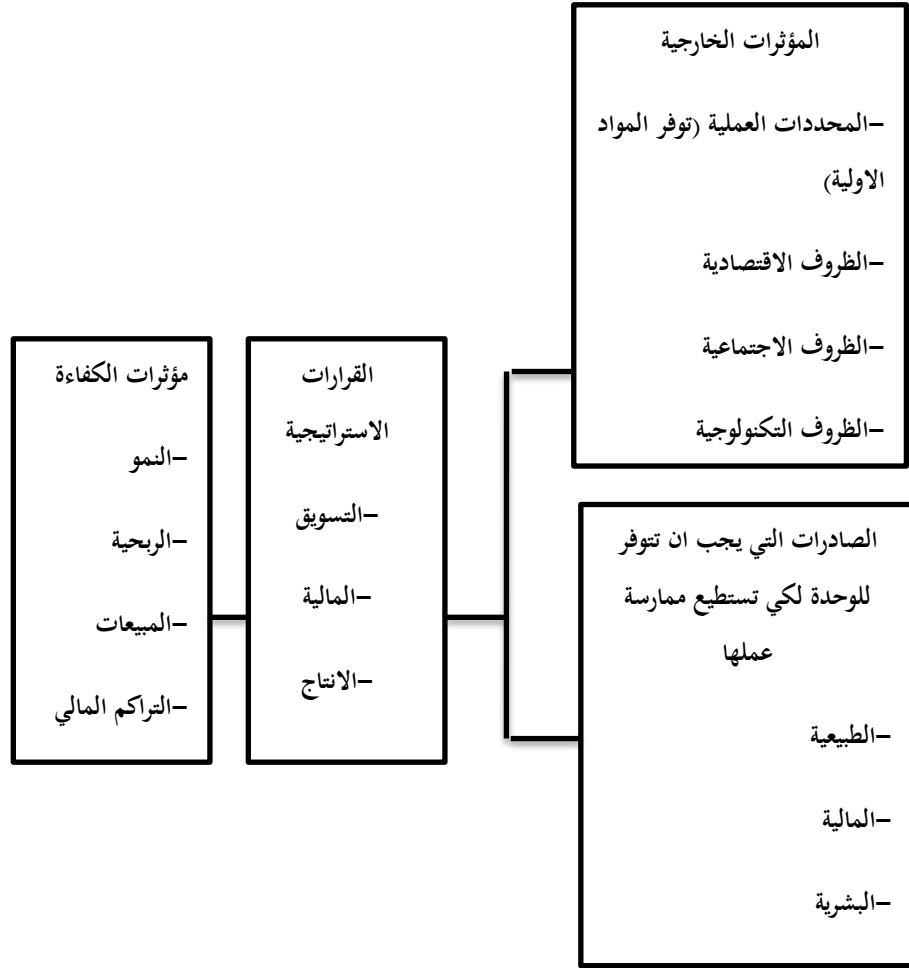 المؤثرات الخارجية
–المحددات العملية (توفر المواد
الاولية)
–الظروف الاقتصادية
–الظروف الاجتماعية
–الظروف التكنولوجية
الصادرات التي يجب ان تتوفر
للوحدة لكي تستطيع ممارسة
عملها
–الطبيعية
–المالية
–البشرية
القرارات
الاستراتيجية
–التسويق
–المالية
–الانتاج
مؤثرات الكفاءة
–النمو
–الربحية
–المبيعات
–التراكم المالي